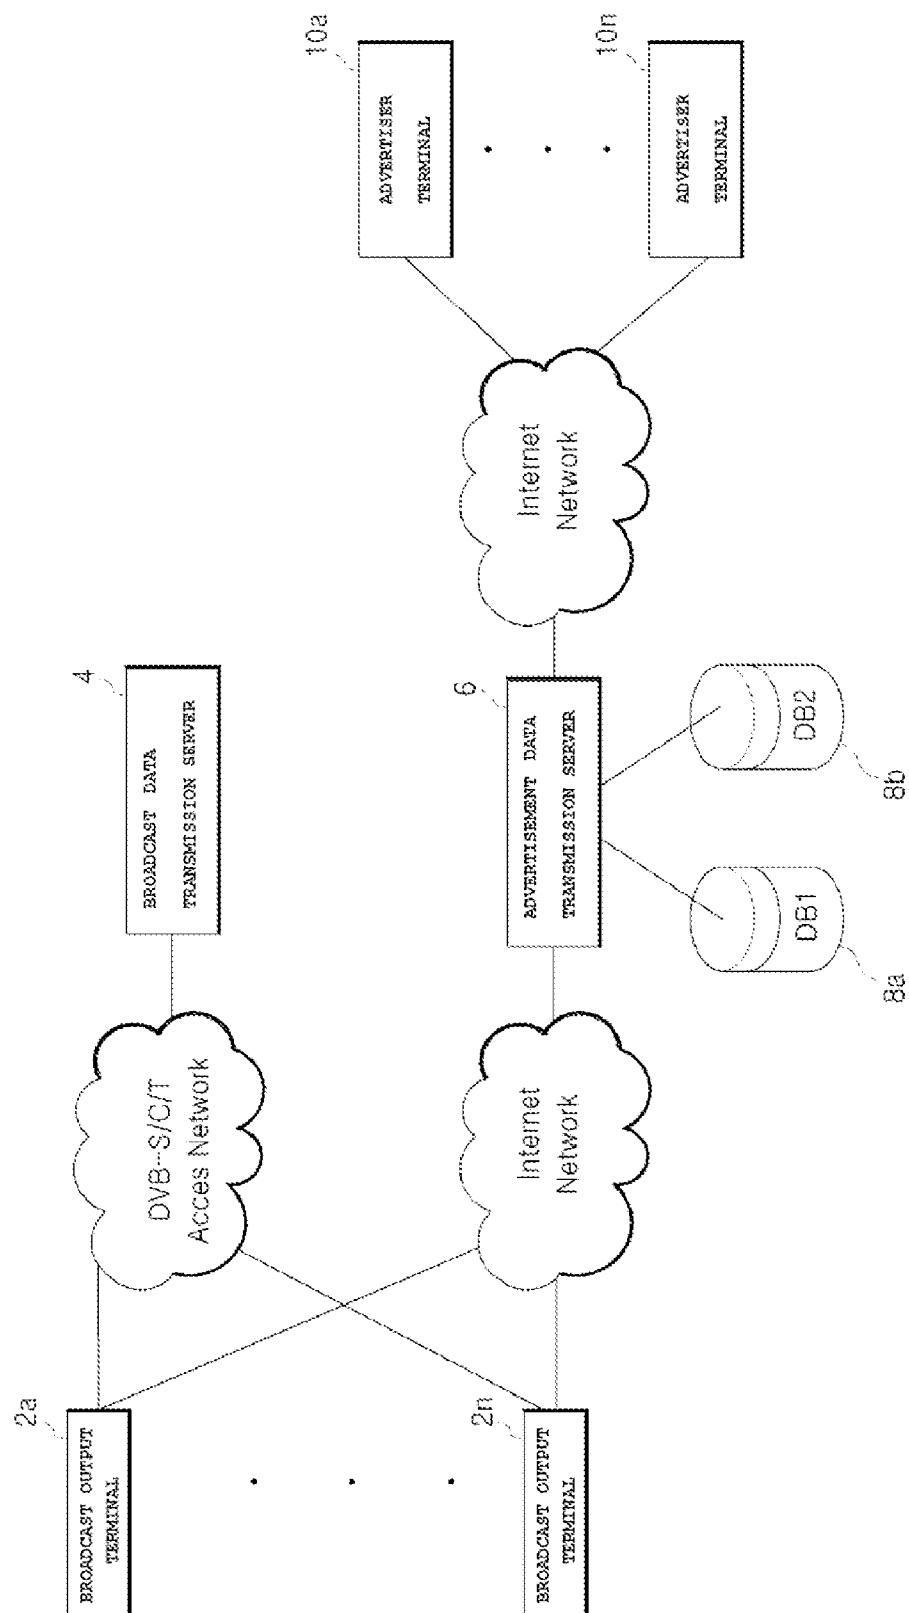 2a
BROADCAST OUTPUT
TERMINAL
2n
BROADCAST OUTPUT
TERMINAL
DVB--S/C/T
Acces Network
Internet
Network
4
BROADCAST DATA
TRANSMISSION SERVER
6
ADVERTISEMENT DATA
TRANSMISSION SERVER
DB1
8a
DB2
8b
Internet
Network
10a
ADVERTISER
TERMINAL
10n
ADVERTISER
TERMINAL